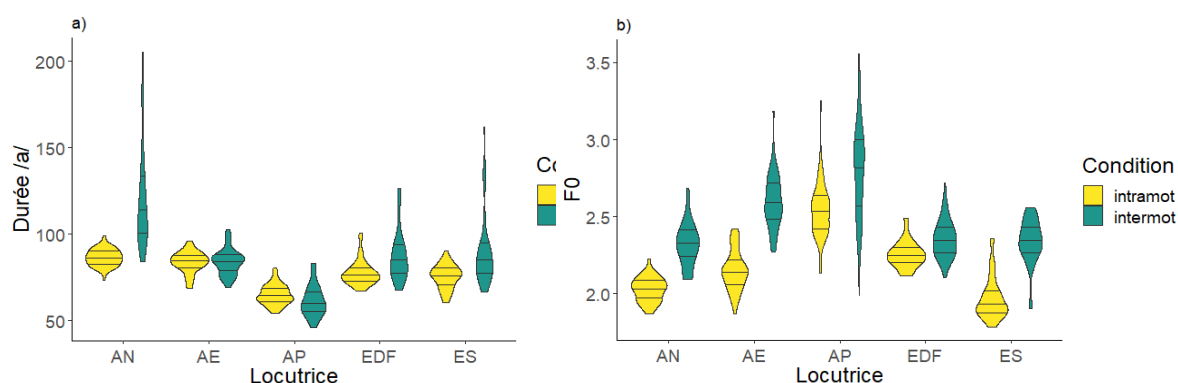 a)
200
150
100
50
Durée /a/
AN AE AP EDF ES
Locutrice
b)
3.5
3.0
2.5
2.0
F0
AN AE AP EDF ES
Locutrice
Condition
intramot
intermot